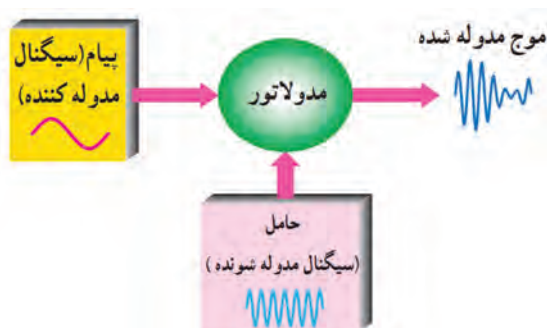 پیام(سیگنال
مدوله کننده)
مدولاتور
موج مدوله شده
حامل
(سیگنال مدوله شونده )